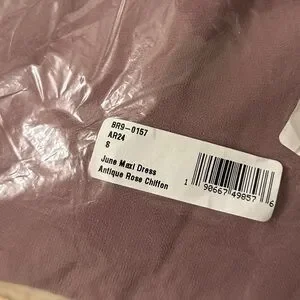 BR9-0157
AR24
S
June Maxi Dress
Antique Rose Chiffon
1 90667 49857 6